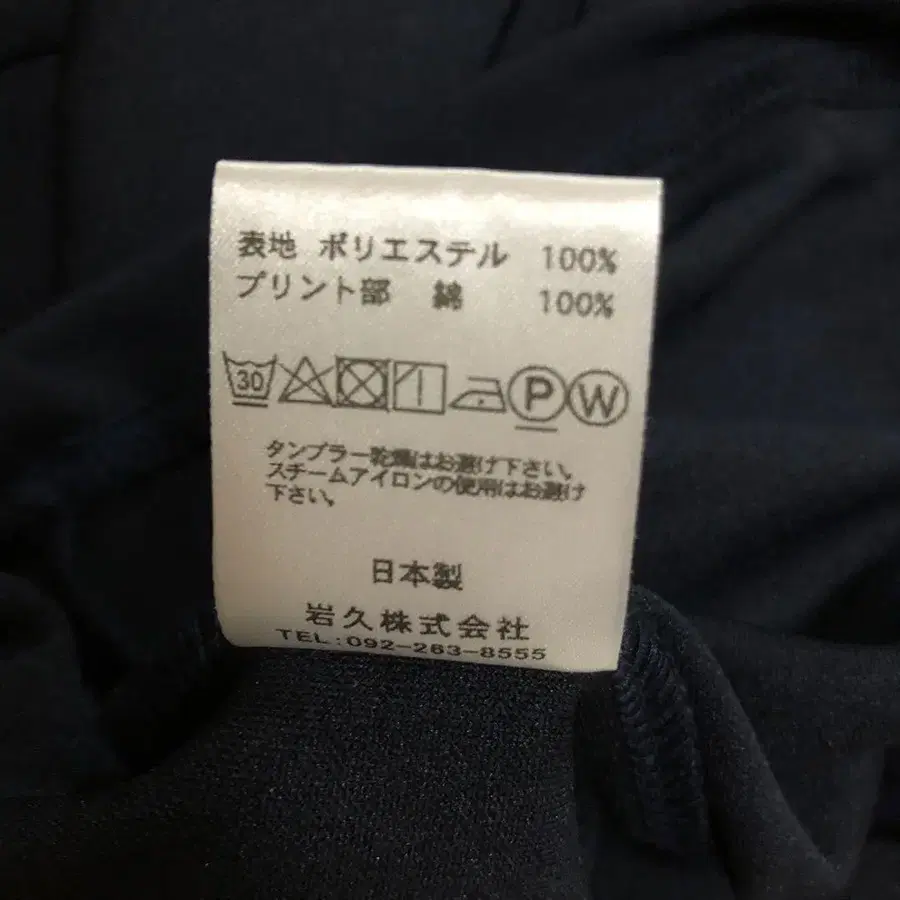 表地 ポリエステル 100%
プリント部 綿 100%
30 P W
タンブラー乾燥はお避け下さい。
スチームアイロンの使用はお避け
下さい。
日本製
岩久株式会社
TEL:092-263-8555